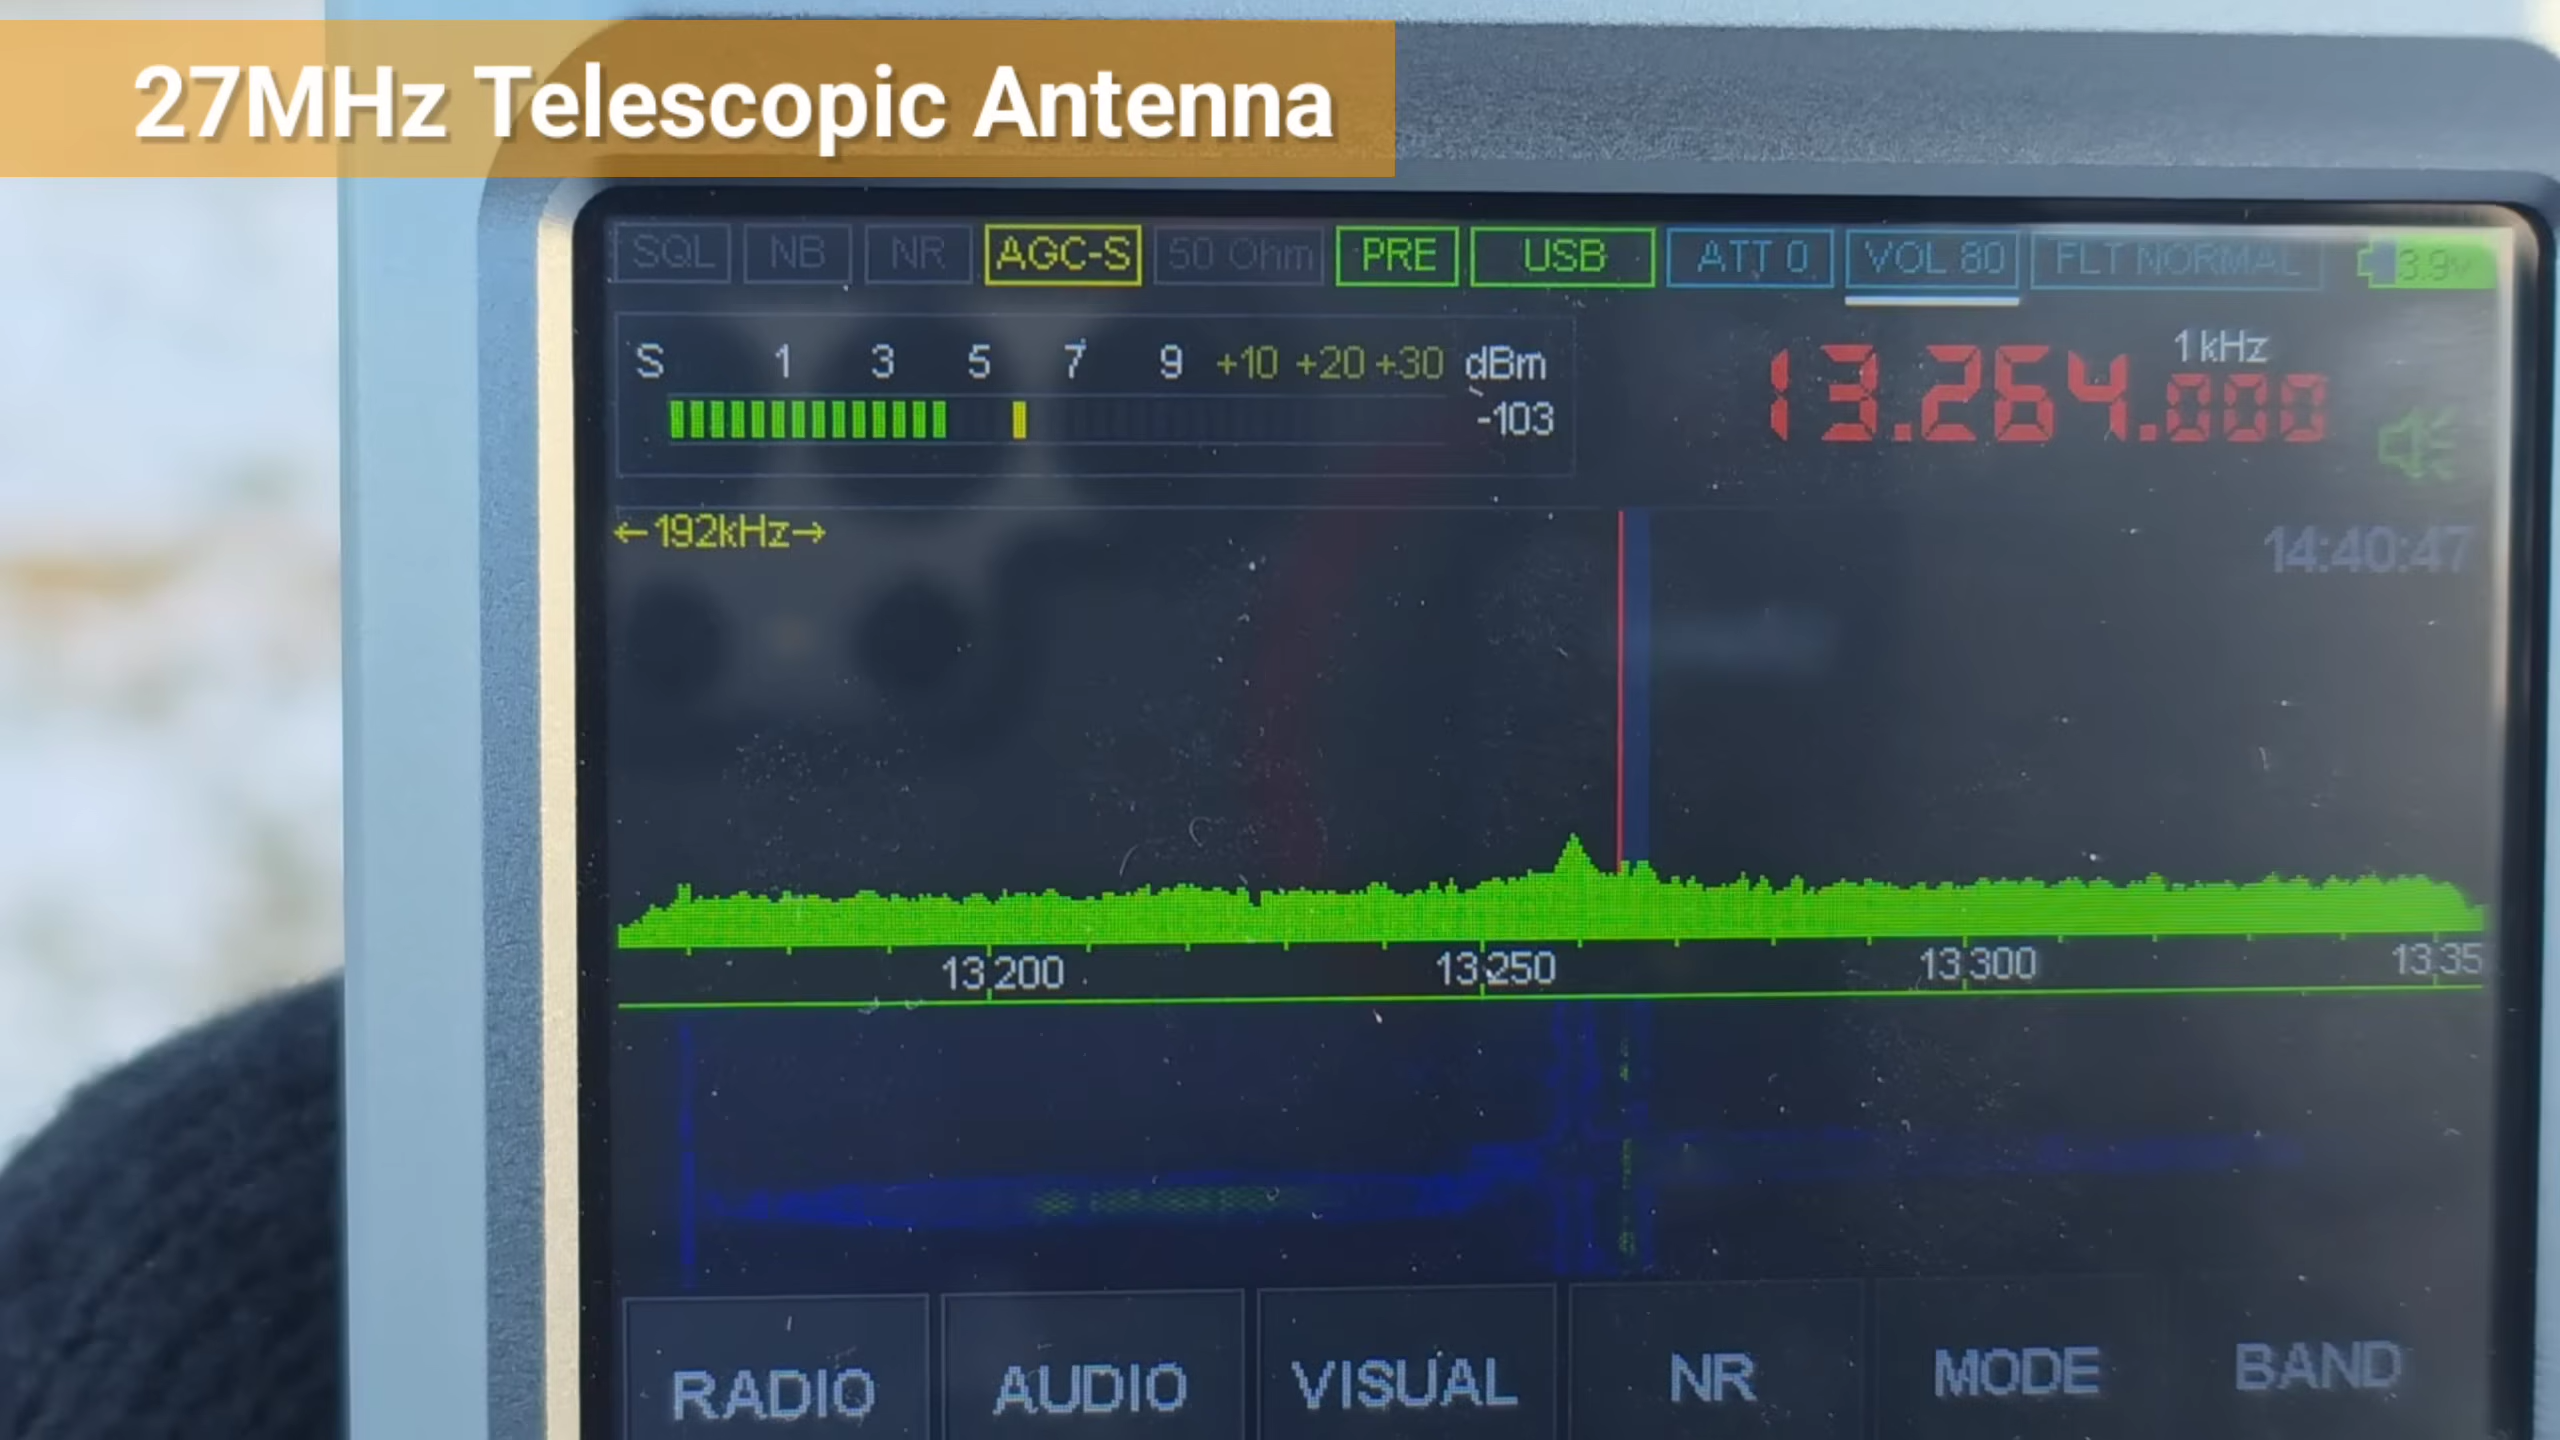 27MHz Telescopic Antenna
SQL NB NR AGC-S 50 Ohm PRE USB ATT 0 VOL 80 FLT NORMAL 3.9v
S 1 3 5 7 9 +10 +20 +30 dBm
-103
1kHz
13.264.000
←192kHz→
14:40:47
13,200 13,250 13,300 13,35
RADIO AUDIO VISUAL NR MODE BAND